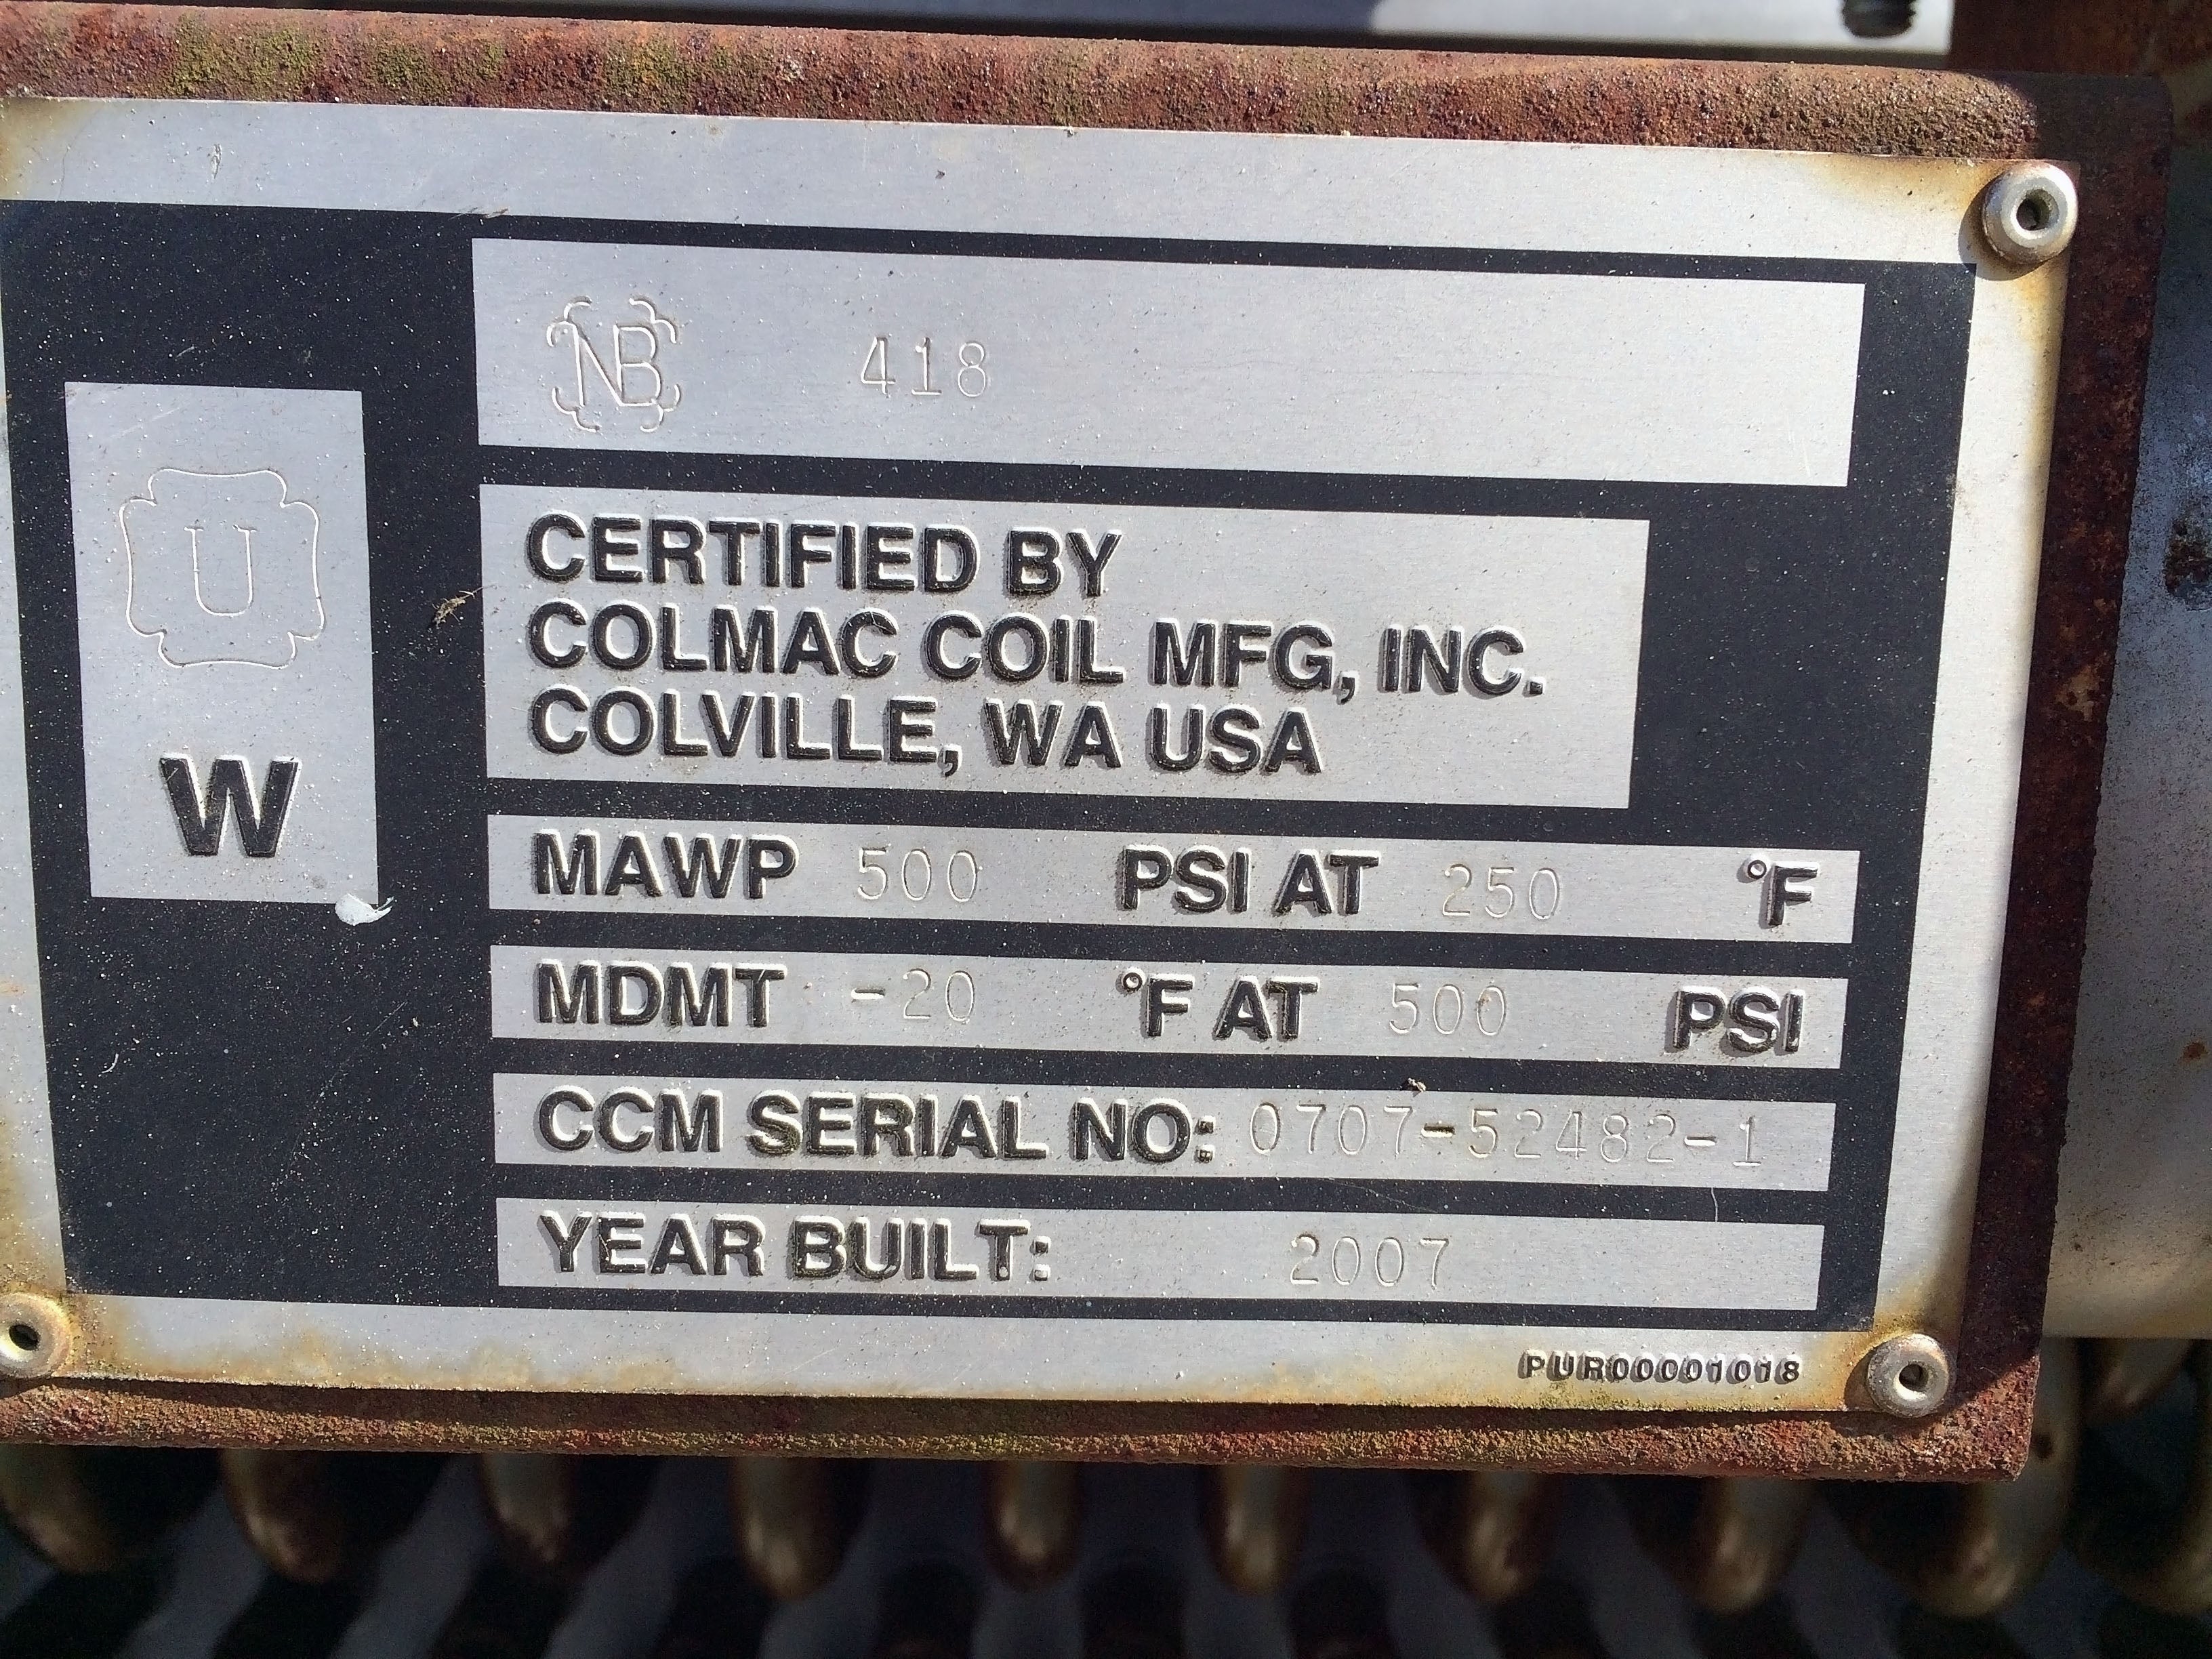 NB 418
U
W
CERTIFIED BY
COLMAC COIL MFG, INC.
COLVILLE, WA USA
MAWP 500 PSI AT 250 °F
MDMT -20 °F AT 500 PSI
CCM SERIAL NO: 0707-52482-1
YEAR BUILT: 2007
PUR00001018